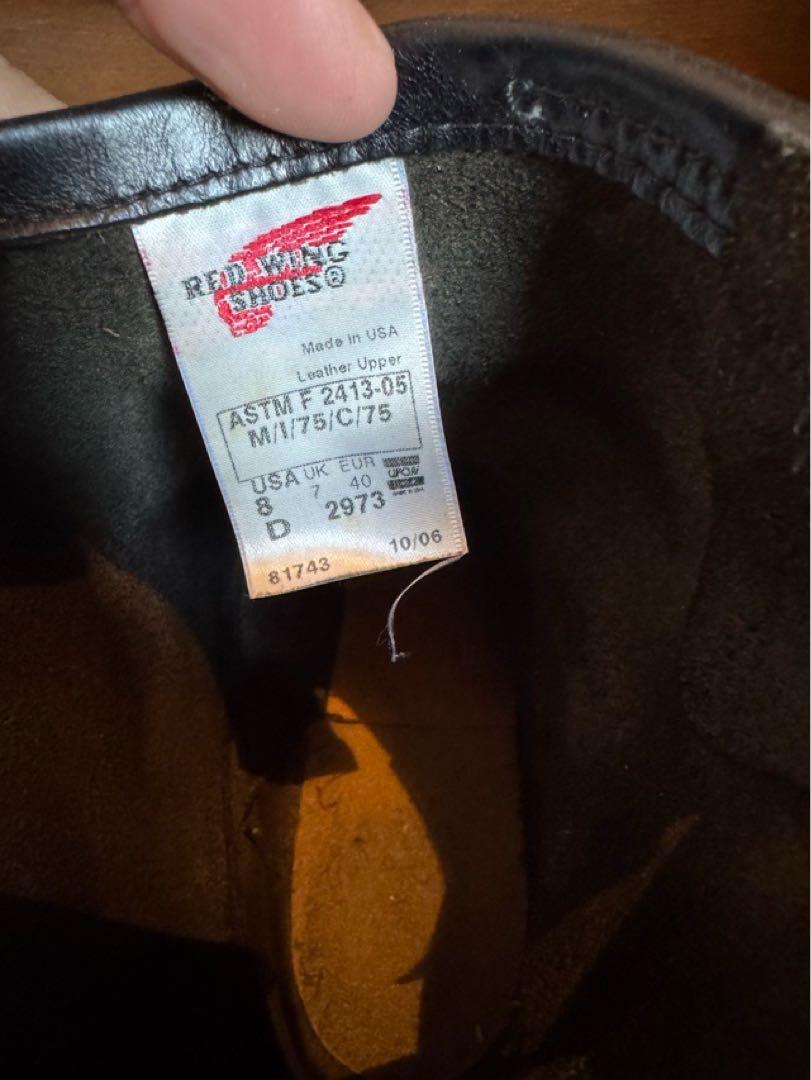 RED WING
SHOES®
Made in USA
Leather Upper
ASTM F 2413-05
M/I/75/C/75
USA UK EUR
8 7 40
D 2973
81743 10/06